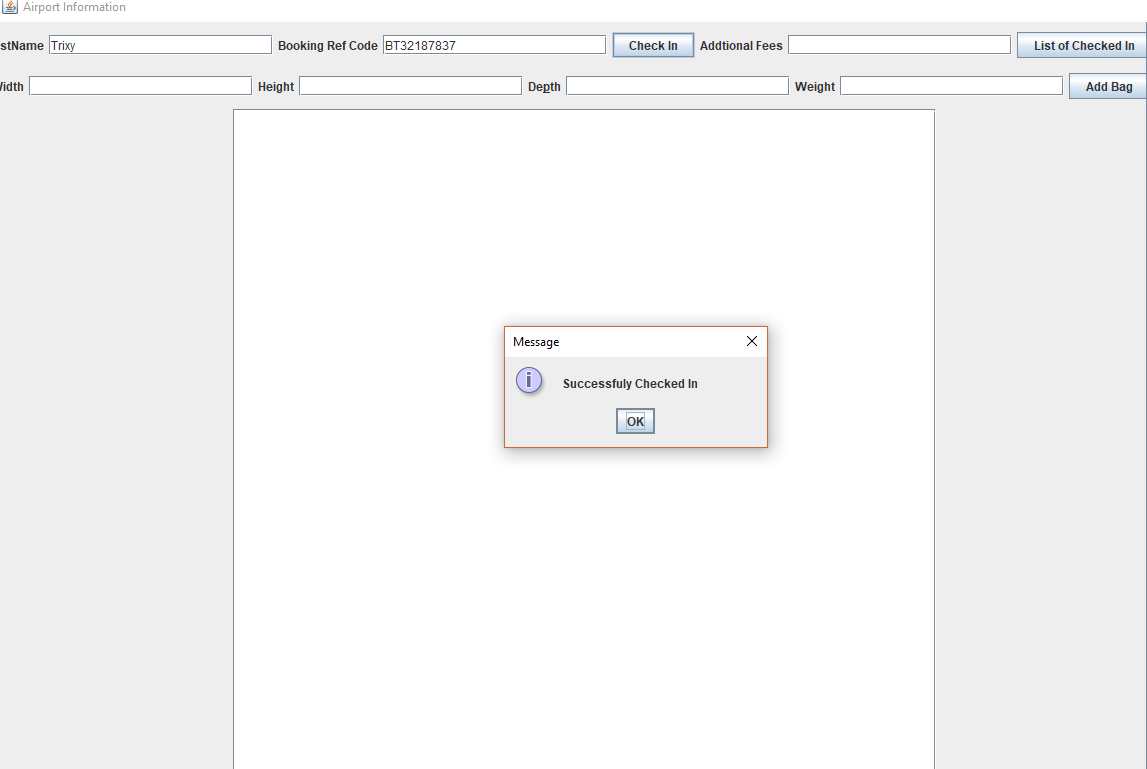 Airport Information
stName Trixy Booking Ref Code BT32187837 Check In Addtional Fees List of Checked In
idth Height Depth Weight Add Bag
Message
Successfuly Checked In
OK